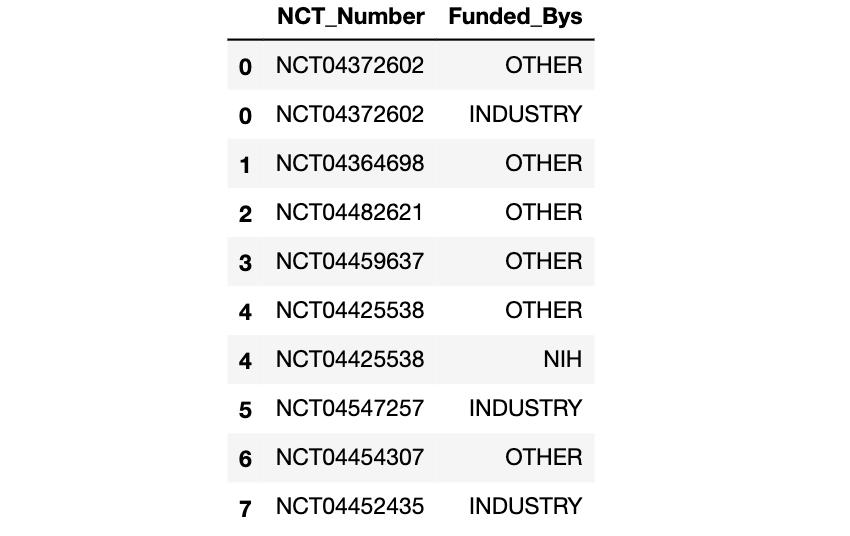 NCT_Number Funded_Bys
0 NCT04372602 OTHER
0 NCT04372602 INDUSTRY
1 NCT04364698 OTHER
2 NCT04482621 OTHER
3 NCT04459637 OTHER
4 NCT04425538 OTHER
4 NCT04425538 NIH
5 NCT04547257 INDUSTRY
6 NCT04454307 OTHER
7 NCT04452435 INDUSTRY